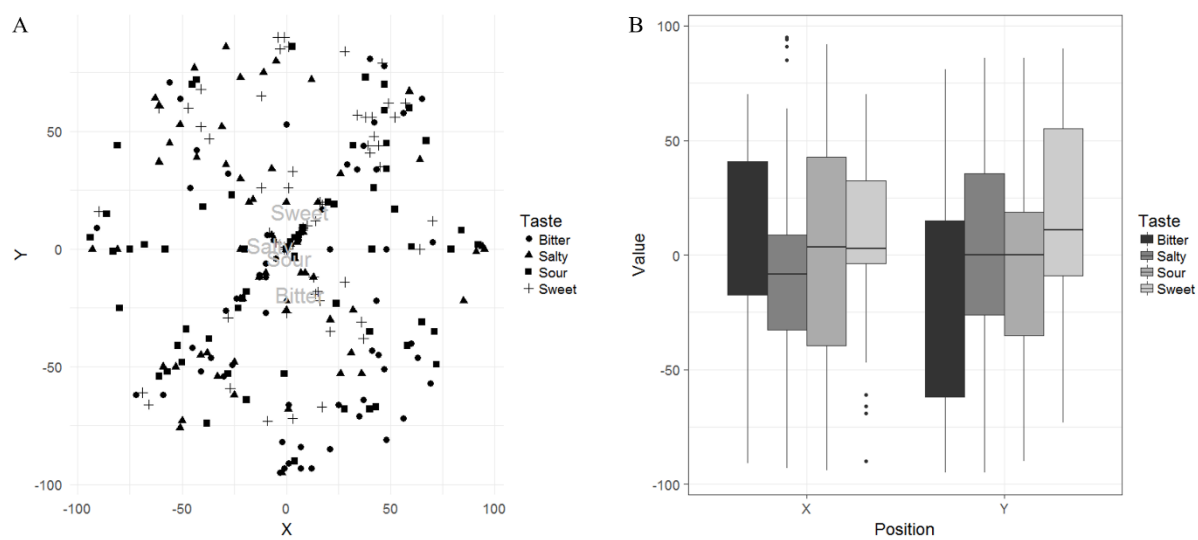 A
Y
50
0
-50
-100
Sweet
Salty
Sour
Bitter
-100
-50
0
50
100
X
Taste
Bitter
Salty
Sour
Sweet
B
Value
100
50
0
-50
-100
X
Y
Position
Taste
Bitter
Salty
Sour
Sweet